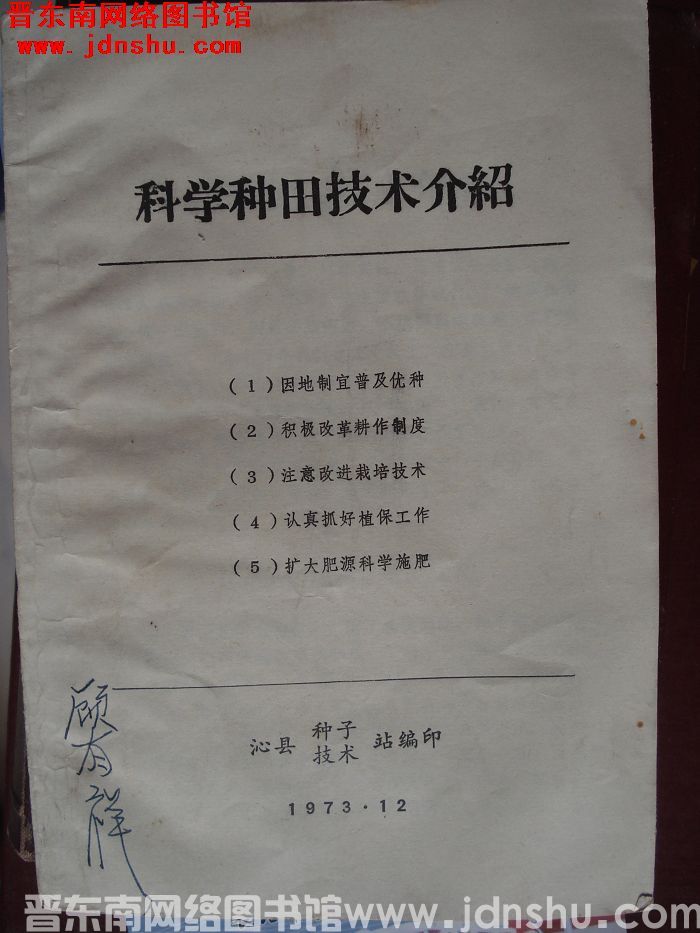 晋东南网络图书馆
www.jdnshu.com
科学种田技术介紹
(1)因地制宜普及优种
(2)积极改革耕作制度
(3)注意改进栽培技术
(4)认真抓好植保工作
(5)扩大肥源科学施肥
沁县 种子技术 站编印
1973·12
顾有祥
晋东南网络图书馆 www.jdnshu.com